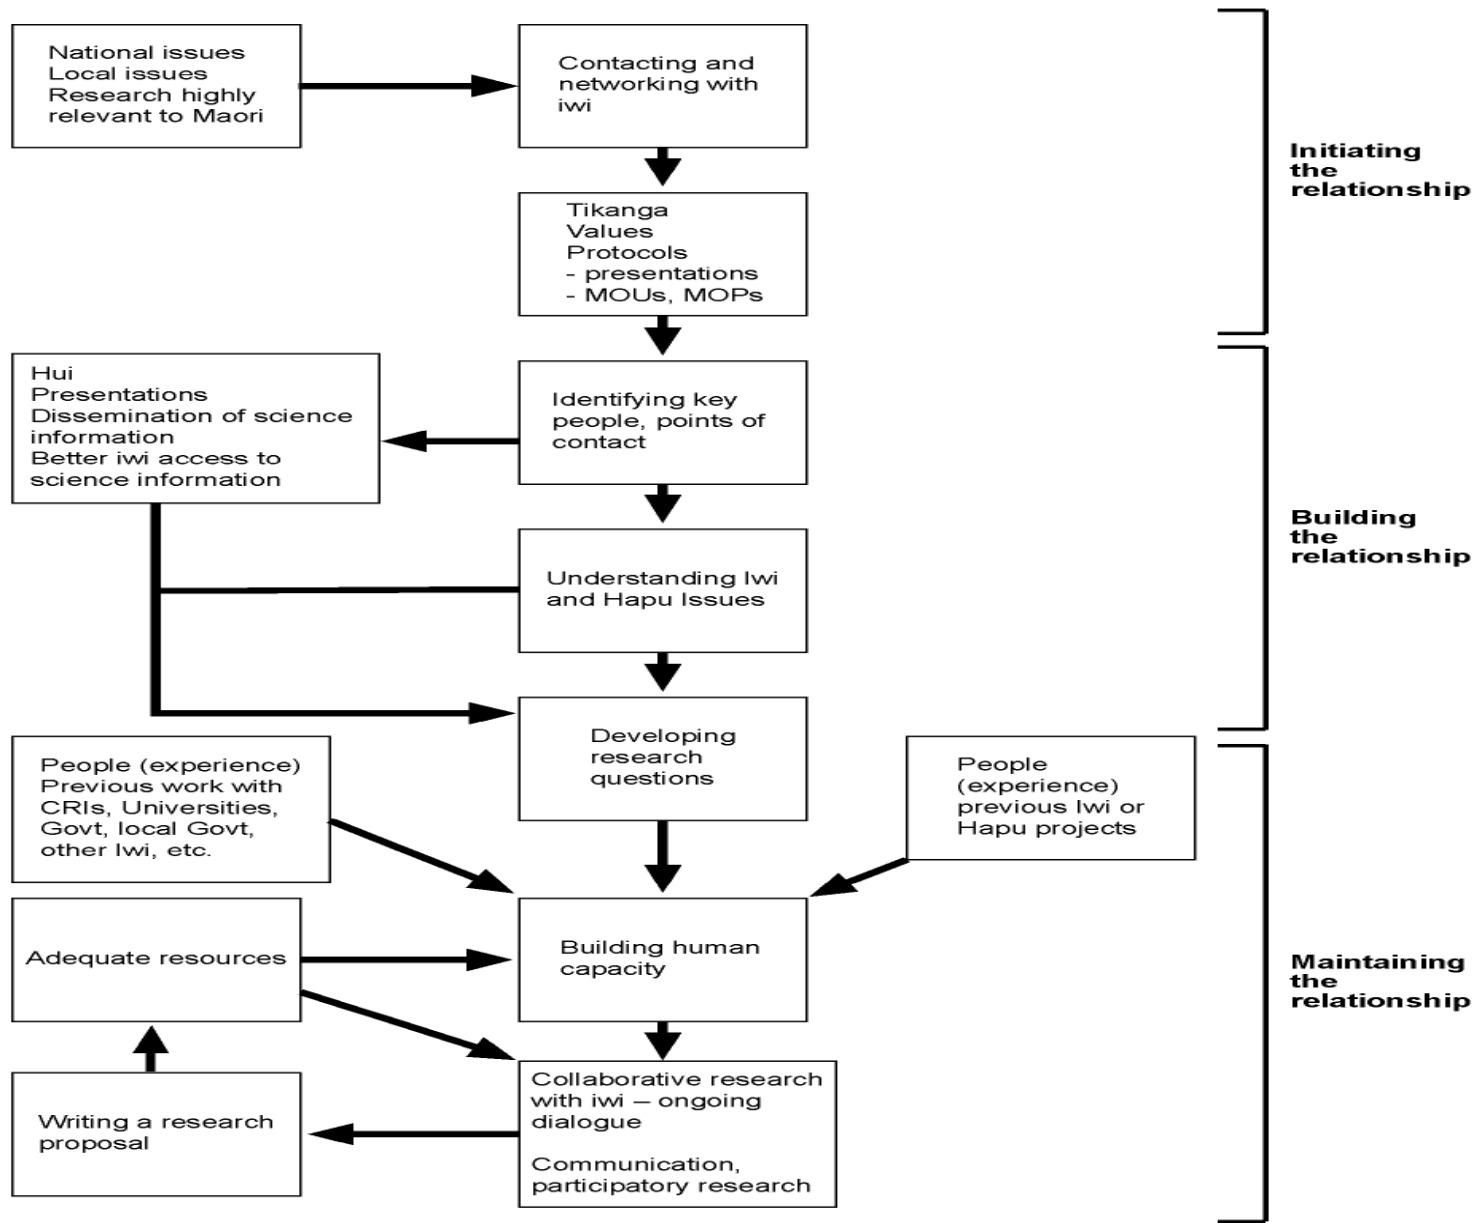 National issues
Local issues
Research highly
relevant to Maori
Contacting and
networking with
iwi
Initiating
the
relationship
Tikanga
Values
Protocols
- presentations
- MOUs, MOPs
Hui
Presentations
Dissemination of science
information
Better iwi access to
science information
Identifying key
people, points of
contact
Building
the
relationship
Understanding Iwi
and Hapu Issues
Developing
research
questions
People (experience)
Previous work with
CRIs, Universities,
Govt, local Govt,
other Iwi, etc.
People
(experience)
previous Iwi or
Hapu projects
Adequate resources
Building human
capacity
Maintaining
the
relationship
Writing a research
proposal
Collaborative research
with iwi – ongoing
dialogue
Communication,
participatory research